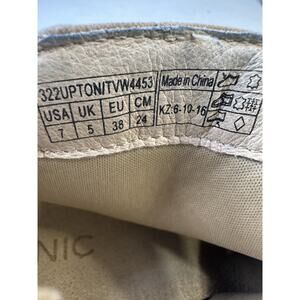 322UPTON/TVW4453
USA UK EU CM
7 5 38 24
Made in China
KZ.6-10-16
NIC